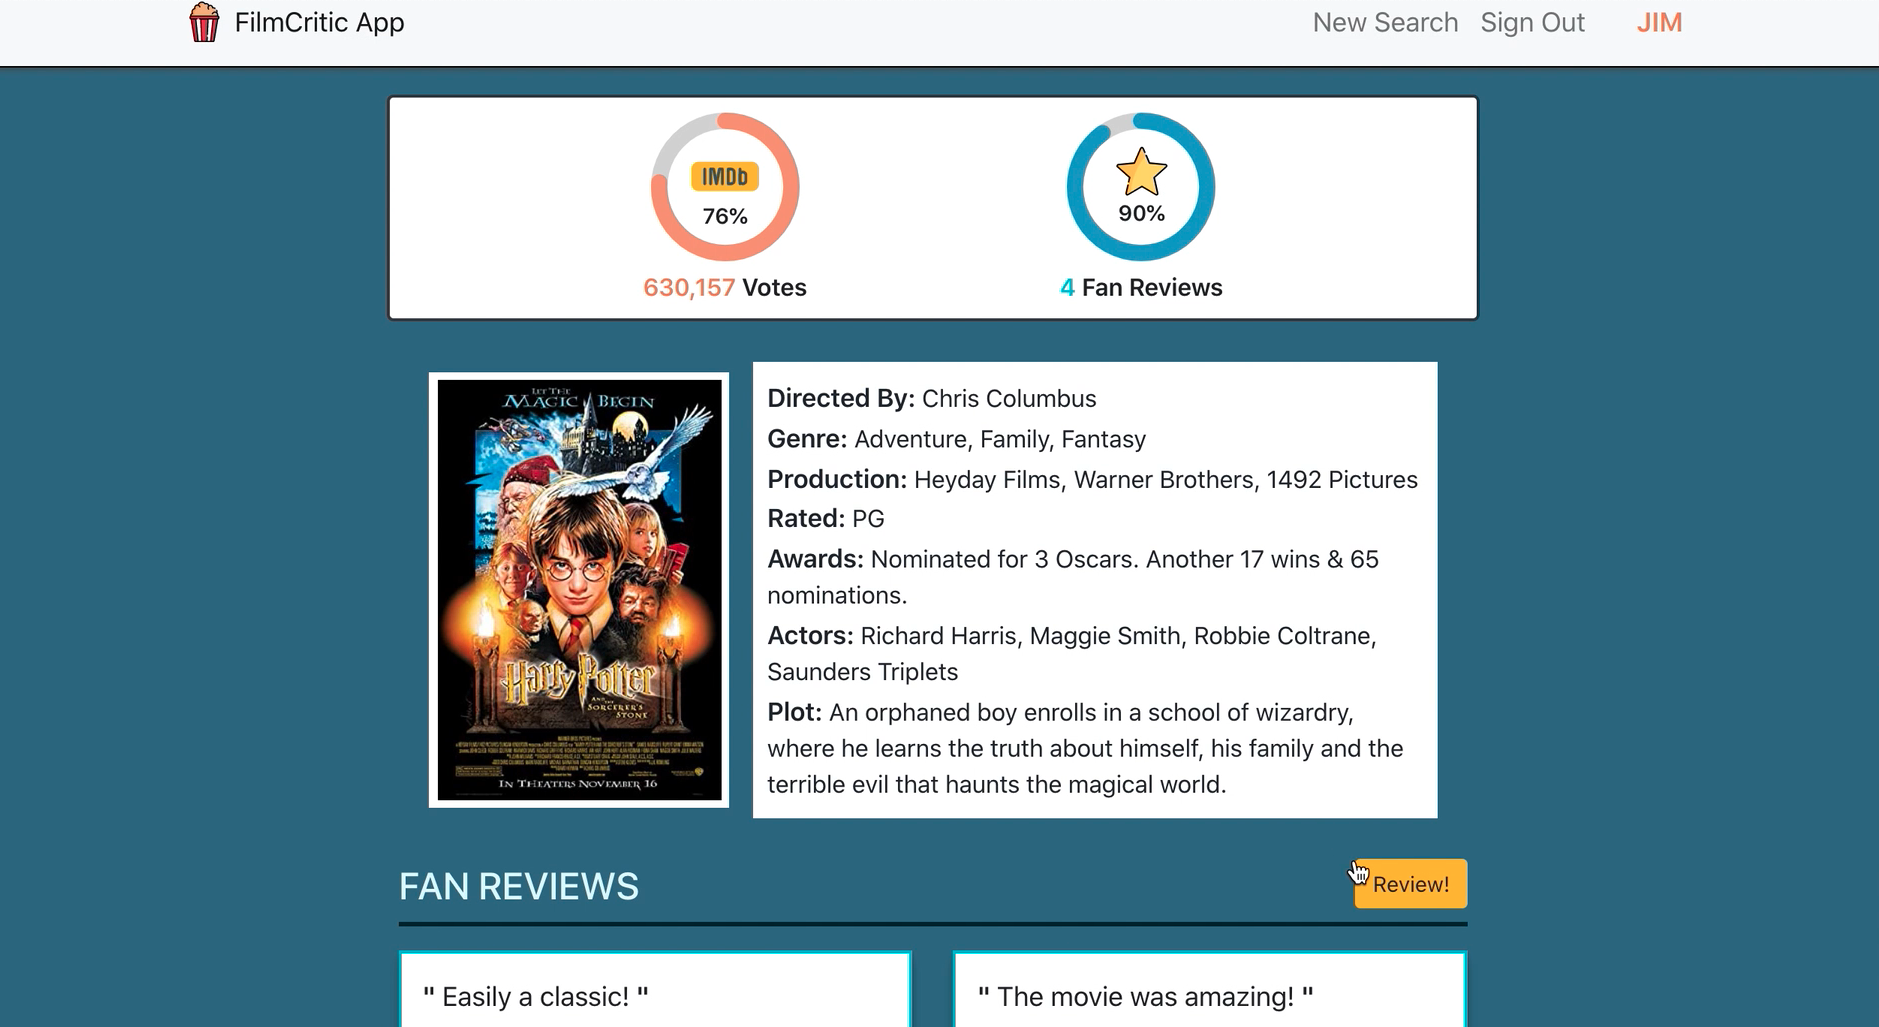 FilmCritic App
New Search Sign Out JIM
IMDb
76%
630,157 Votes
90%
4 Fan Reviews
LET THE
MAGIC BEGIN
Harry Potter
AND THE
SORCERER'S
STONE
IN THEATERS NOVEMBER 16
Directed By: Chris Columbus
Genre: Adventure, Family, Fantasy
Production: Heyday Films, Warner Brothers, 1492 Pictures
Rated: PG
Awards: Nominated for 3 Oscars. Another 17 wins & 65
nominations.
Actors: Richard Harris, Maggie Smith, Robbie Coltrane,
Saunders Triplets
Plot: An orphaned boy enrolls in a school of wizardry,
where he learns the truth about himself, his family and the
terrible evil that haunts the magical world.
FAN REVIEWS
Review!
" Easily a classic! "
" The movie was amazing! "